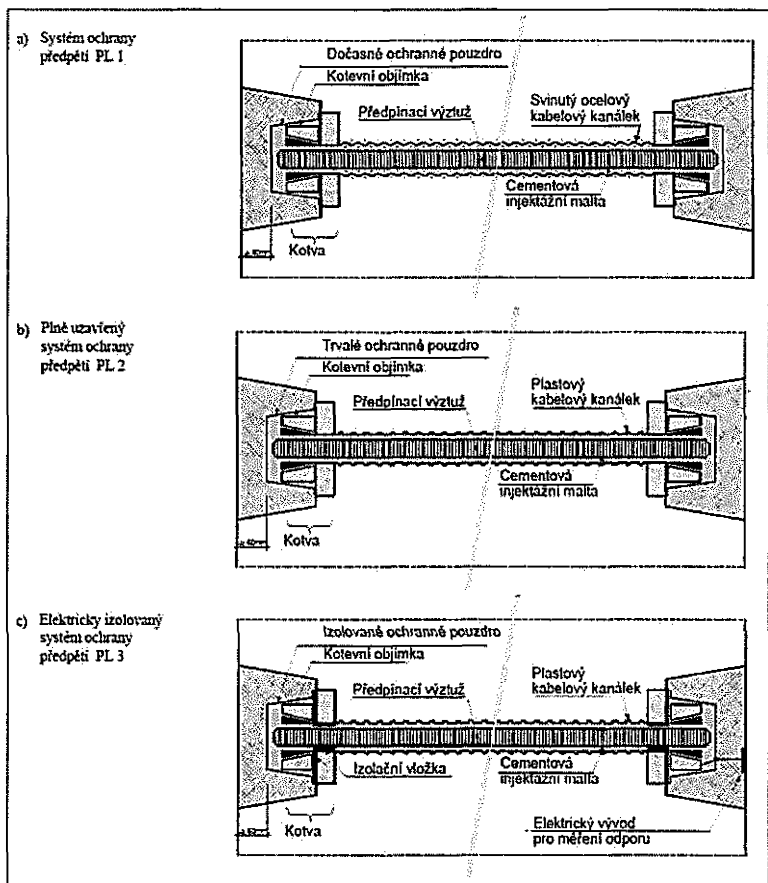 a) Systém ochrany
předpětí PL 1
Dočasné ochranné pouzdro
Kotevní objímka
Předpínací výztuž
Svinutý ocelový
kabelový kanálek
Cementová
injektážní malta
Kotva
b) Plně uzavřený
systém ochrany
předpětí PL 2
Trvalé ochranné pouzdro
Kotevní objímka
Předpínací výztuž
Plastový
kabelový kanálek
Cementová
injektážní malta
Kotva
c) Elektricky izolovaný
systém ochrany
předpětí PL 3
Izolované ochranné pouzdro
Kotevní objímka
Předpínací výztuž
Plastový
kabelový kanálek
Izolační vložka
Cementová
injektážní malta
Kotva
Elektrický vývod
pro měření odporu